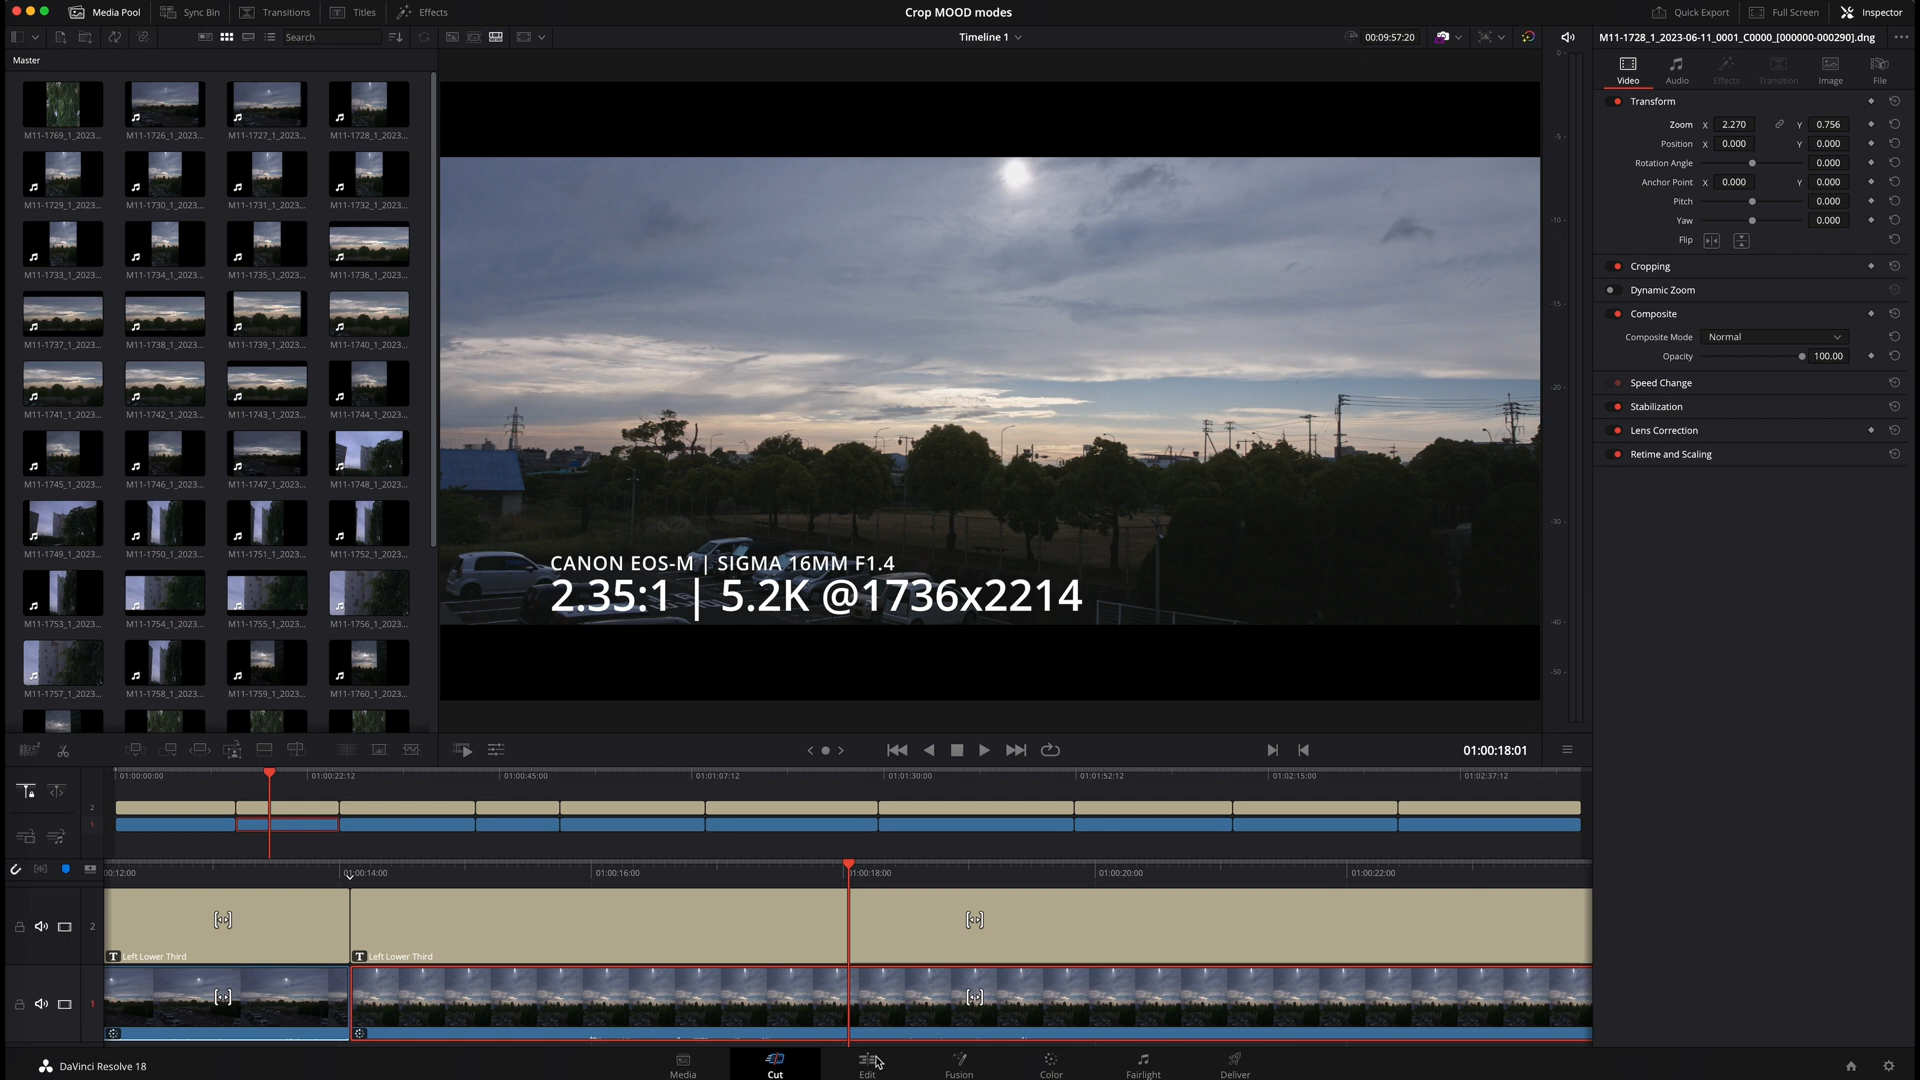 Media Pool
Sync Bin
Transitions
Titles
Effects
Crop MOOD modes
Quick Export
Full Screen
Inspector
Search
Timeline 1
00:09:57:20
M11-1728_1_2023-06-11_0001_C0000_[000000-000290].dng
Master
Video
Audio
Effects
Transition
Image
File
M11-1769_1_2023...
M11-1726_1_2023...
M11-1727_1_2023...
M11-1728_1_2023...
M11-1729_1_2023...
M11-1730_1_2023...
M11-1731_1_2023...
M11-1732_1_2023...
M11-1733_1_2023...
M11-1734_1_2023...
M11-1735_1_2023...
M11-1736_1_2023...
M11-1737_1_2023...
M11-1738_1_2023...
M11-1739_1_2023...
M11-1740_1_2023...
M11-1741_1_2023...
M11-1742_1_2023...
M11-1743_1_2023...
M11-1744_1_2023...
M11-1745_1_2023...
M11-1746_1_2023...
M11-1747_1_2023...
M11-1748_1_2023...
M11-1749_1_2023...
M11-1750_1_2023...
M11-1751_1_2023...
M11-1752_1_2023...
M11-1753_1_2023...
M11-1754_1_2023...
M11-1755_1_2023...
M11-1756_1_2023...
M11-1757_1_2023...
M11-1758_1_2023...
M11-1759_1_2023...
M11-1760_1_2023...
CANON EOS-M | SIGMA 16MM F1.4
2.35:1 | 5.2K @1736x2214
0
-5
-10
-15
-20
-30
-40
-50
Transform
Zoom X 2.270 Y 0.756
Position X 0.000 Y 0.000
Rotation Angle 0.000
Anchor Point X 0.000 Y 0.000
Pitch 0.000
Yaw 0.000
Flip
Cropping
Dynamic Zoom
Composite
Composite Mode Normal
Opacity 100.00
Speed Change
Stabilization
Lens Correction
Retime and Scaling
01:00:18:01
01:00:00:00
01:00:22:12
01:00:45:00
01:01:07:12
01:01:30:00
01:01:52:12
01:02:15:00
01:02:37:12
2
1
00:12:00
01:00:14:00
01:00:16:00
01:00:18:00
01:00:20:00
01:00:22:00
2
T Left Lower Third
T Left Lower Third
1
DaVinci Resolve 18
Media
Cut
Edit
Fusion
Color
Fairlight
Deliver